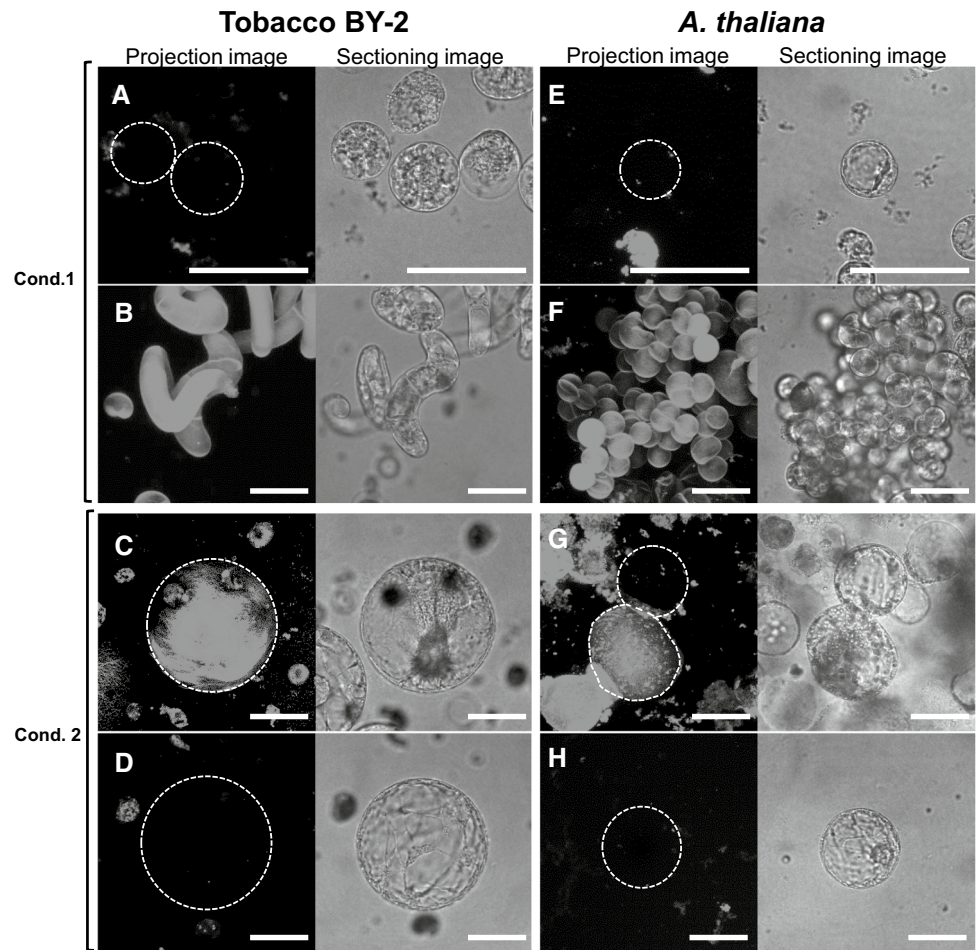 Tobacco BY-2
A. thaliana
Projection image
Sectioning image
Projection image
Sectioning image
A
E
Cond.1
B
F
C
G
Cond. 2
D
H